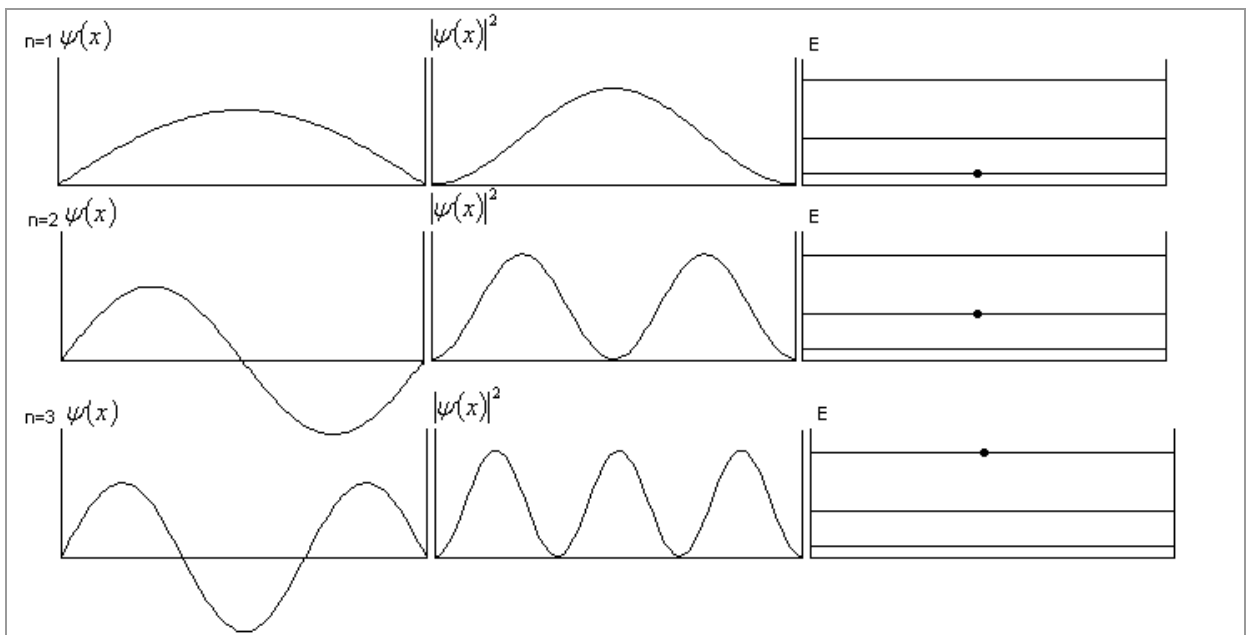 n=1 ψ(x) |ψ(x)|² E
n=2 ψ(x) |ψ(x)|² E
n=3 ψ(x) |ψ(x)|² E